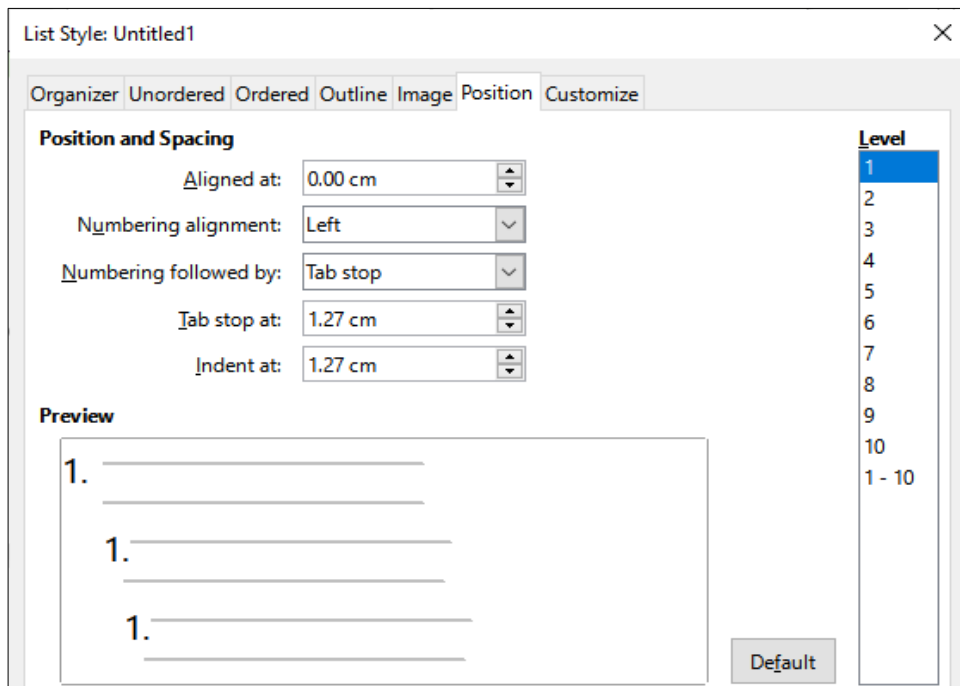 List Style: Untitled1
Organizer Unordered Ordered Outline Image Position Customize
Position and Spacing
Aligned at: 0.00 cm
Numbering alignment: Left
Numbering followed by: Tab stop
Tab stop at: 1.27 cm
Indent at: 1.27 cm
Preview
1.
1.
1.
Default
Level
1
2
3
4
5
6
7
8
9
10
1 - 10